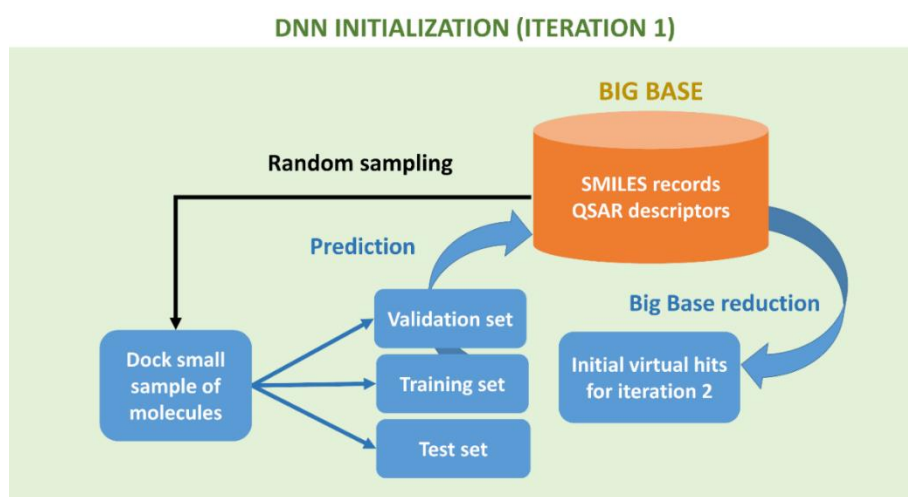 DNN INITIALIZATION (ITERATION 1)
BIG BASE
Random sampling
SMILES records
QSAR descriptors
Prediction
Big Base reduction
Validation set
Dock small
sample of
molecules
Training set
Initial virtual hits
for iteration 2
Test set